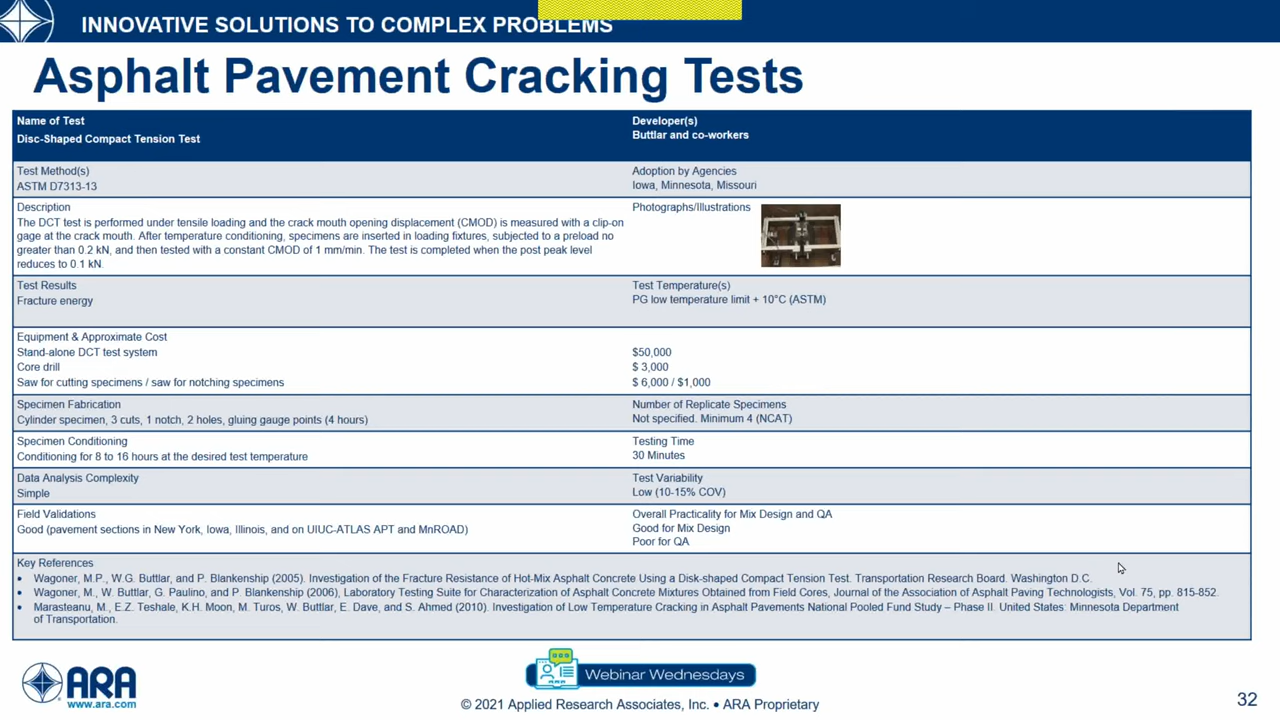 INNOVATIVE SOLUTIONS TO COMPLEX PROBLEMS
Asphalt Pavement Cracking Tests
Name of Test
Disc-Shaped Compact Tension Test
Developer(s)
Buttlar and co-workers
Test Method(s)
ASTM D7313-13
Adoption by Agencies
Iowa, Minnesota, Missouri
Description
The DCT test is performed under tensile loading and the crack mouth opening displacement (CMOD) is measured with a clip-on
gage at the crack mouth. After temperature conditioning, specimens are inserted in loading fixtures, subjected to a preload no
greater than 0.2 kN, and then tested with a constant CMOD of 1 mm/min. The test is completed when the post peak level
reduces to 0.1 kN.
Photographs/Illustrations
Test Results
Fracture energy
Test Temperature(s)
PG low temperature limit + 10°C (ASTM)
Equipment & Approximate Cost
Stand-alone DCT test system
$50,000
Core drill
$ 3,000
Saw for cutting specimens / saw for notching specimens
$ 6,000 / $1,000
Specimen Fabrication
Cylinder specimen, 3 cuts, 1 notch, 2 holes, gluing gauge points (4 hours)
Number of Replicate Specimens
Not specified. Minimum 4 (NCAT)
Specimen Conditioning
Conditioning for 8 to 16 hours at the desired test temperature
Testing Time
30 Minutes
Data Analysis Complexity
Simple
Test Variability
Low (10-15% COV)
Field Validations
Good (pavement sections in New York, Iowa, Illinois, and on UIUC-ATLAS APT and MnROAD)
Overall Practicality for Mix Design and QA
Good for Mix Design
Poor for QA
Key References
• Wagoner, M.P., W.G. Buttlar, and P. Blankenship (2005). Investigation of the Fracture Resistance of Hot-Mix Asphalt Concrete Using a Disk-shaped Compact Tension Test. Transportation Research Board. Washington D.C.
• Wagoner, M., W. Buttlar, G. Paulino, and P. Blankenship (2006), Laboratory Testing Suite for Characterization of Asphalt Concrete Mixtures Obtained from Field Cores, Journal of the Association of Asphalt Paving Technologists, Vol. 75, pp. 815-852.
• Marasteanu, M., E.Z. Teshale, K.H. Moon, M. Turos, W. Buttlar, E. Dave, and S. Ahmed (2010). Investigation of Low Temperature Cracking in Asphalt Pavements National Pooled Fund Study – Phase II. United States: Minnesota Department
of Transportation.
ARA
www.ara.com
Webinar Wednesdays
© 2021 Applied Research Associates, Inc. • ARA Proprietary
32